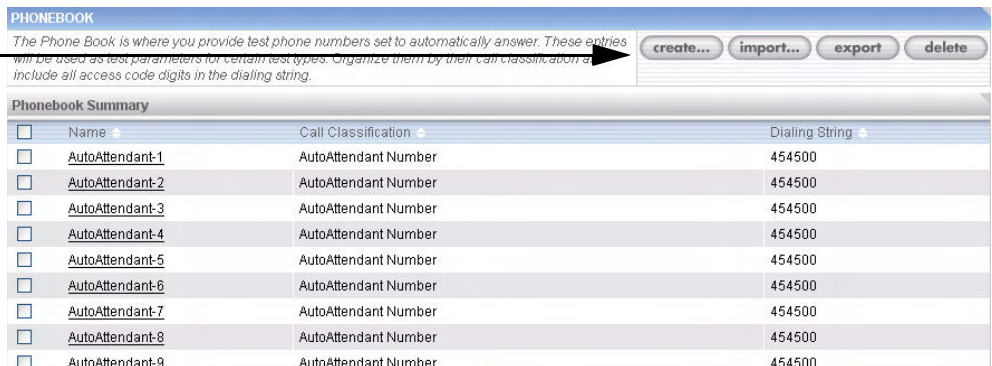 PHONEBOOK
The Phone Book is where you provide test phone numbers set to automatically answer. These entries
will be used as test parameters for certain test types. Organize them by their call classification
include all access code digits in the dialing string.
create... import... export delete
Phonebook Summary
Name Call Classification Dialing String
AutoAttendant-1 AutoAttendant Number 454500
AutoAttendant-2 AutoAttendant Number 454500
AutoAttendant-3 AutoAttendant Number 454500
AutoAttendant-4 AutoAttendant Number 454500
AutoAttendant-5 AutoAttendant Number 454500
AutoAttendant-6 AutoAttendant Number 454500
AutoAttendant-7 AutoAttendant Number 454500
AutoAttendant-8 AutoAttendant Number 454500
AutoAttendant-9 AutoAttendant Number 454500